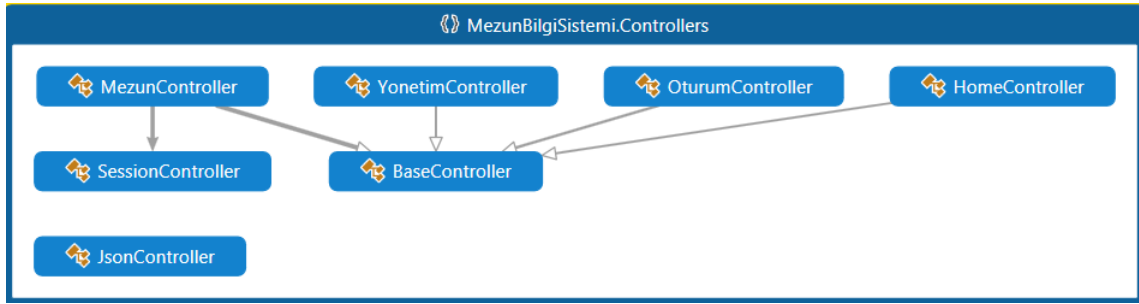 MezunBilgiSistemi.Controllers
MezunController
YonetimController
OturumController
HomeController
SessionController
BaseController
JsonController